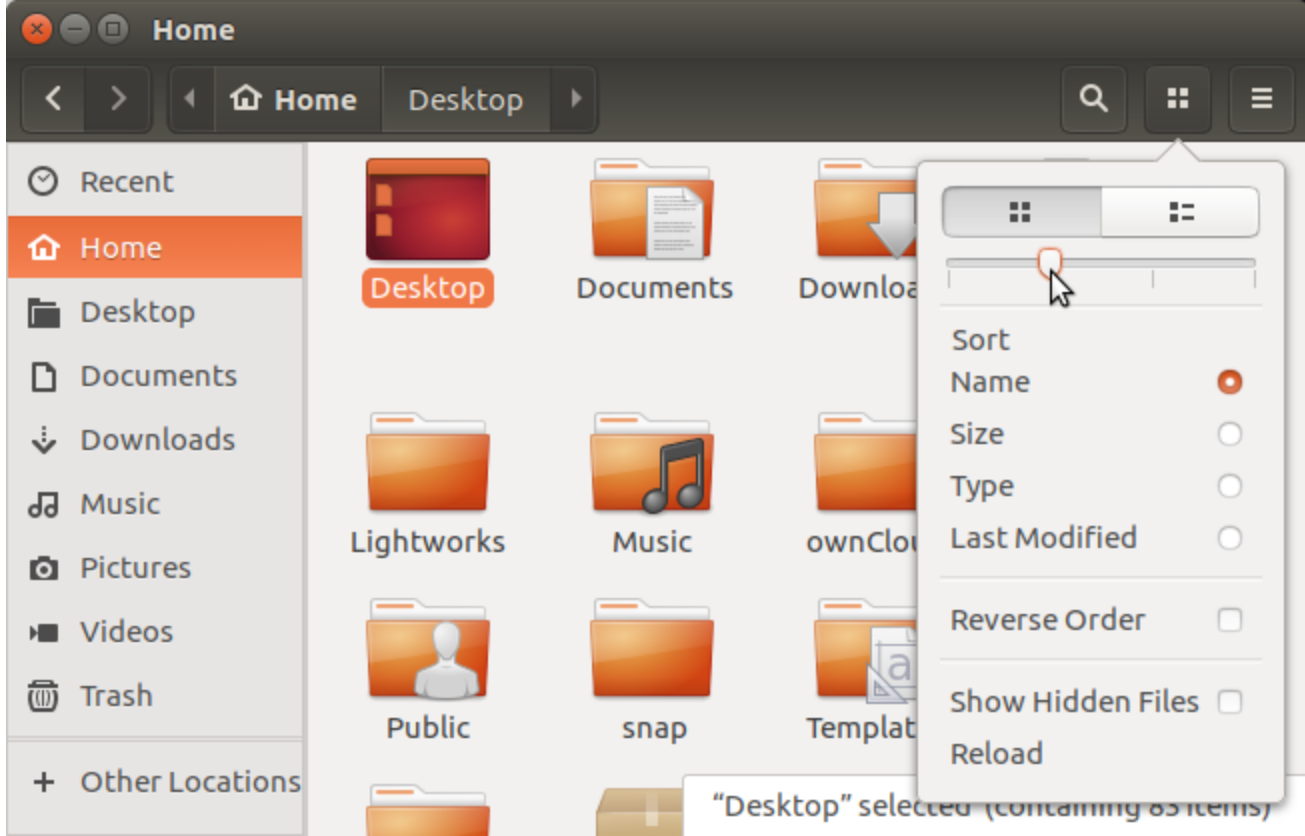 Home
Home
Desktop
Recent
Home
Desktop
Documents
Downloads
Music
Pictures
Videos
Trash
Other Locations
Desktop
Documents
Lightworks
Music
Public
snap
Sort
Name
Size
Type
Last Modified
Reverse Order
Show Hidden Files
Reload
“Desktop” selected (containing 83 items)